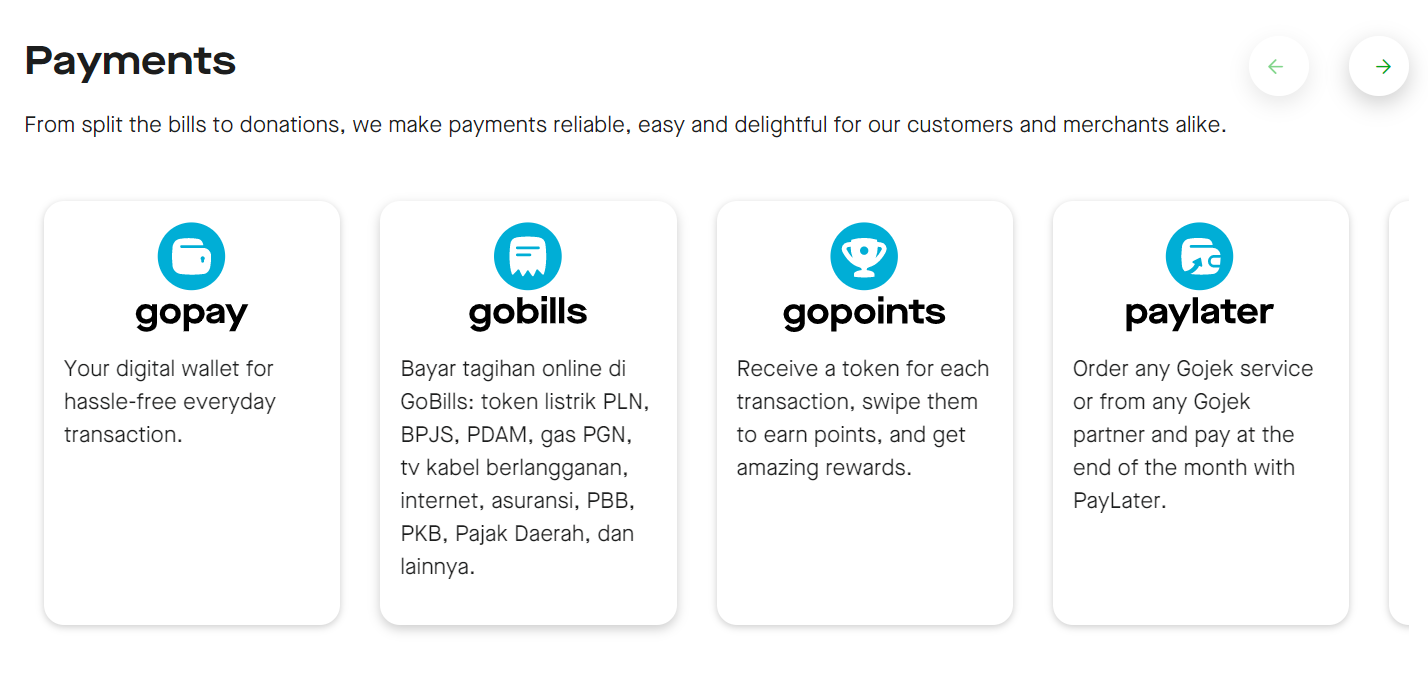 Payments
From split the bills to donations, we make payments reliable, easy and delightful for our customers and merchants alike.
gopay
Your digital wallet for
hassle-free everyday
transaction.
gobills
Bayar tagihan online di
GoBills: token listrik PLN,
BPJS, PDAM, gas PGN,
tv kabel berlangganan,
internet, asuransi, PBB,
PKB, Pajak Daerah, dan
lainnya.
gopoints
Receive a token for each
transaction, swipe them
to earn points, and get
amazing rewards.
paylater
Order any Gojek service
or from any Gojek
partner and pay at the
end of the month with
PayLater.